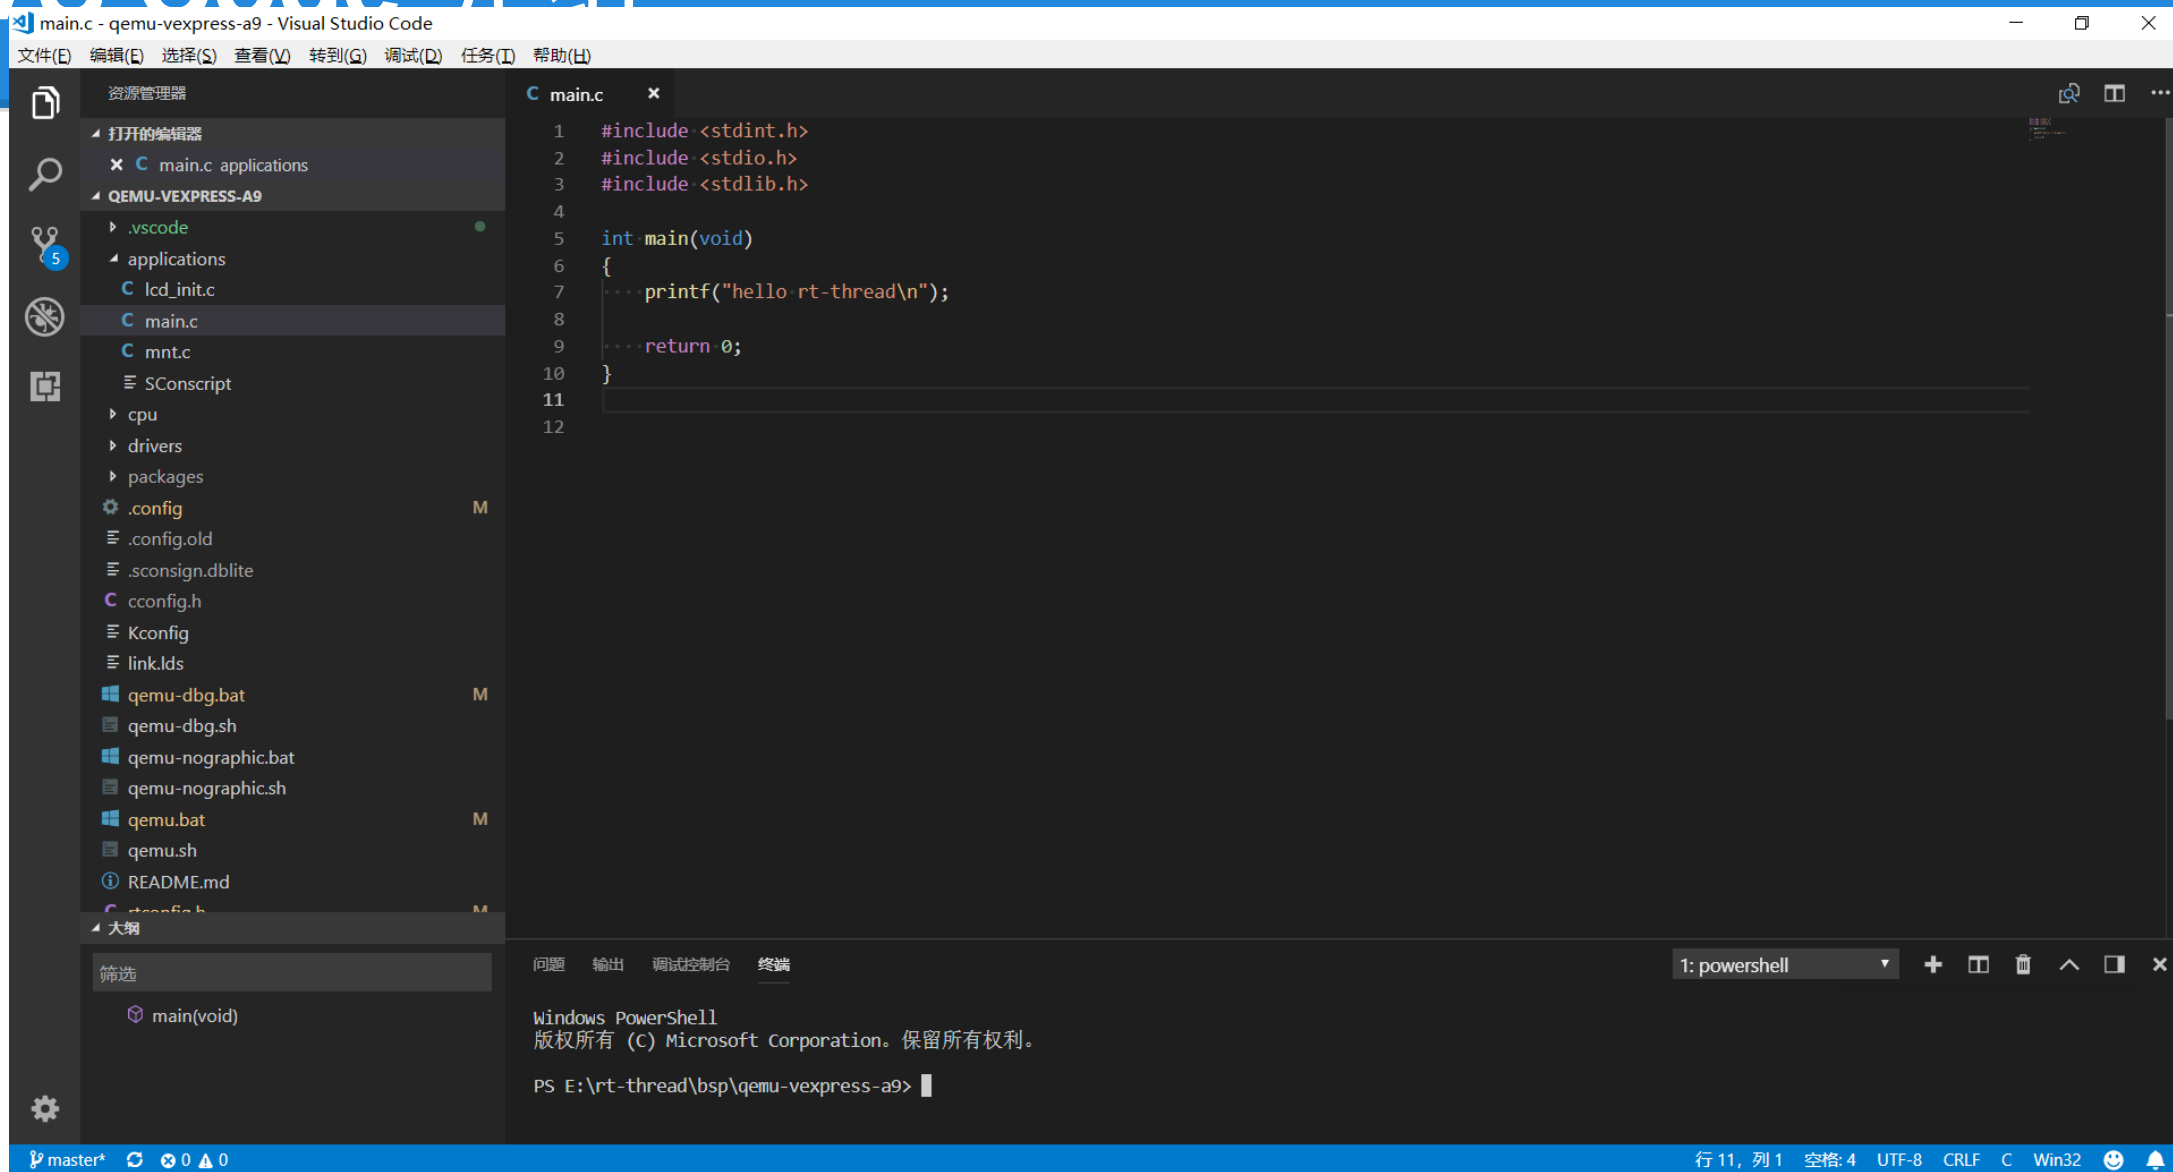 main.c - qemu-vexpress-a9 - Visual Studio Code
文件(F) 编辑(E) 选择(S) 查看(V) 转到(G) 调试(D) 任务(T) 帮助(H)
资源管理器
打开的编辑器
main.c applications
QEMU-VEXPRESS-A9
.vscode
5
applications
lcd_init.c
main.c
mnt.c
SConscript
cpu
drivers
packages
.config M
.config.old
.sconsign.dblite
C cconfig.h
Kconfig
link.lds
qemu-dbg.bat M
qemu-dbg.sh
qemu-nographic.bat
qemu-nographic.sh
qemu.bat M
qemu.sh
README.md
rtconfig.h M
大纲
筛选
main(void)
C main.c
1 #include <stdint.h>
2 #include <stdio.h>
3 #include <stdlib.h>
4
5 int main(void)
6 {
7 printf("hello rt-thread\n");
8
9 return 0;
10 }
11
12
问题 输出 调试控制台 终端
1: powershell
Windows PowerShell
版权所有 (C) Microsoft Corporation。保留所有权利。
PS E:\rt-thread\bsp\qemu-vexpress-a9>
master* 0 0 行 11，列 1 空格: 4 UTF-8 CRLF C Win32